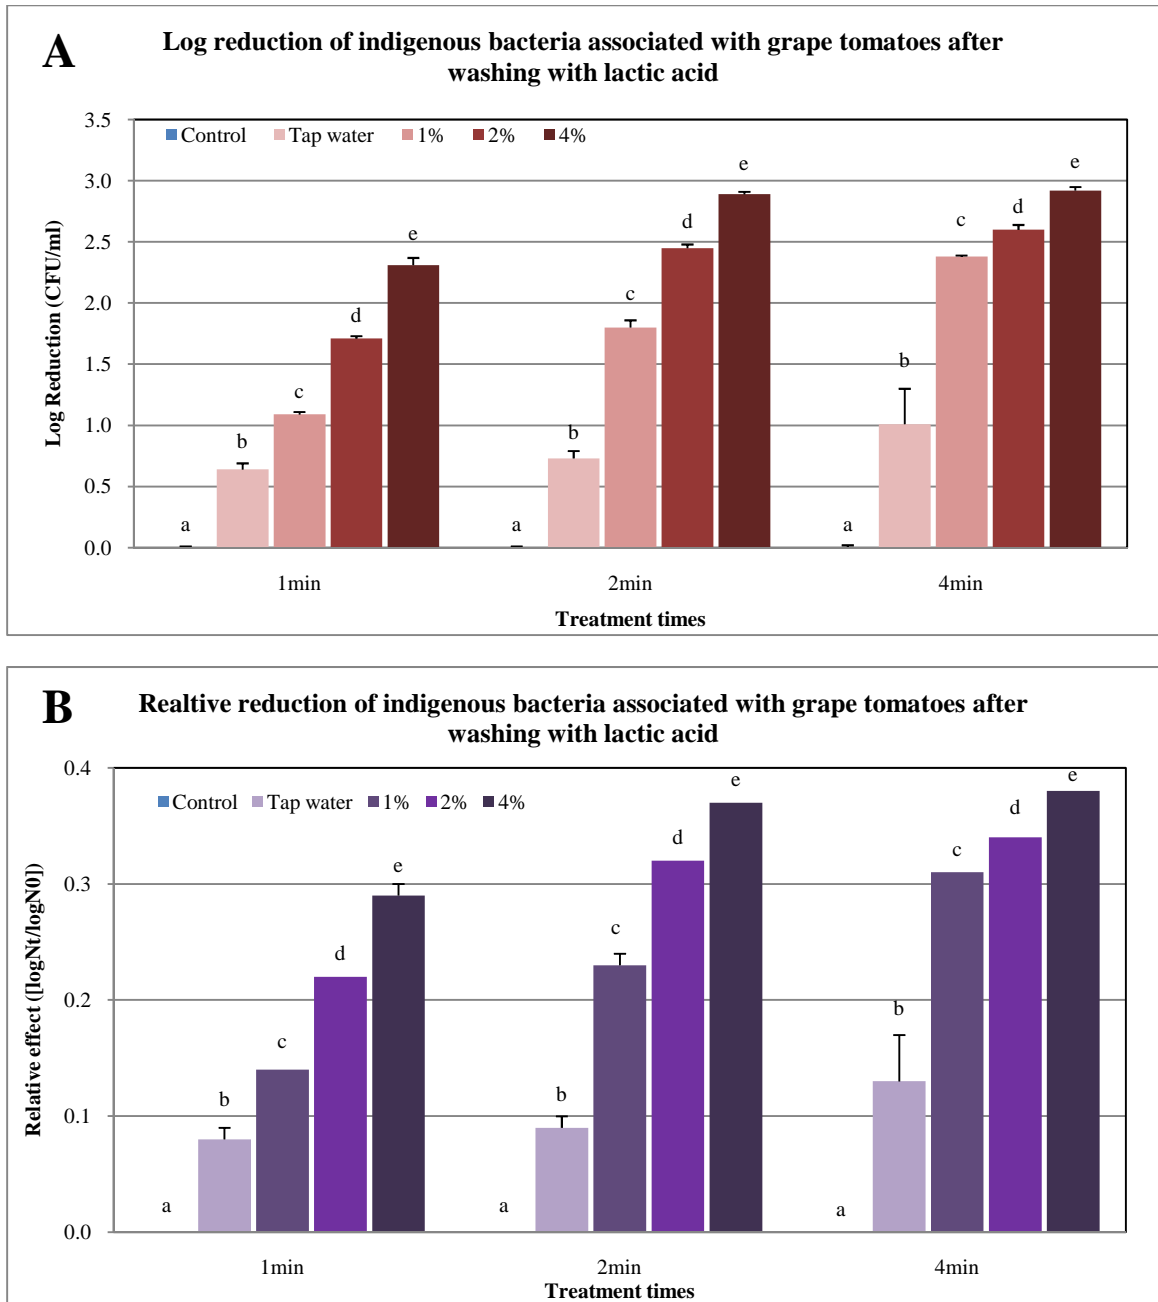 A
Log reduction of indigenous bacteria associated with grape tomatoes after
washing with lactic acid
3.5
Control Tap water 1% 2% 4%
3.0
2.5
2.0
1.5
1.0
0.5
0.0
Log Reduction (CFU/ml)
a b c d e
a b c d e
a b c d e
1min 2min 4min
Treatment times
B
Realtive reduction of indigenous bacteria associated with grape tomatoes after
washing with lactic acid
0.4
Control Tap water 1% 2% 4%
0.3
0.2
0.1
0.0
Relative effect ([logNt/logN0])
a b c d e
a b c d e
a b c d e
1min 2min 4min
Treatment times